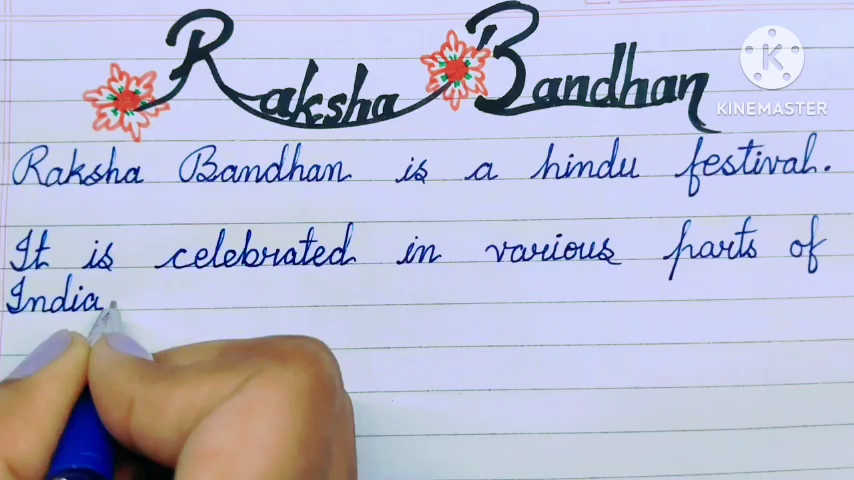 Raksha Bandhan
KINEMASTER
Raksha Bandhan is a hindu festival.
It is celebrated in various parts of
India